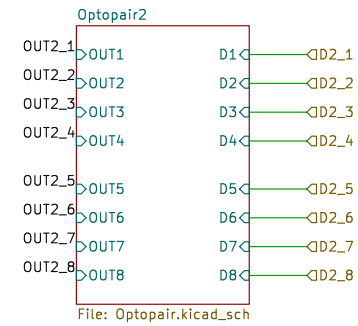 Optopair2
OUT2_1 OUT1 D1 D2_1
OUT2_2 OUT2 D2 D2_2
OUT2_3 OUT3 D3 D2_3
OUT2_4 OUT4 D4 D2_4
OUT2_5 OUT5 D5 D2_5
OUT2_6 OUT6 D6 D2_6
OUT2_7 OUT7 D7 D2_7
OUT2_8 OUT8 D8 D2_8
File: Optopair.kicad_sch